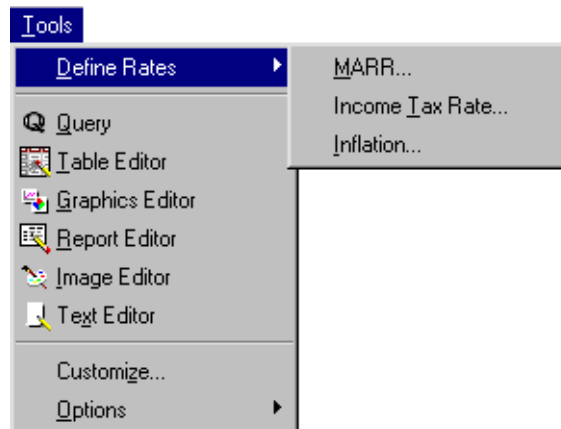 Tools
Define Rates
MARR...
Income Tax Rate...
Inflation...
Query
Table Editor
Graphics Editor
Report Editor
Image Editor
Text Editor
Customize...
Options